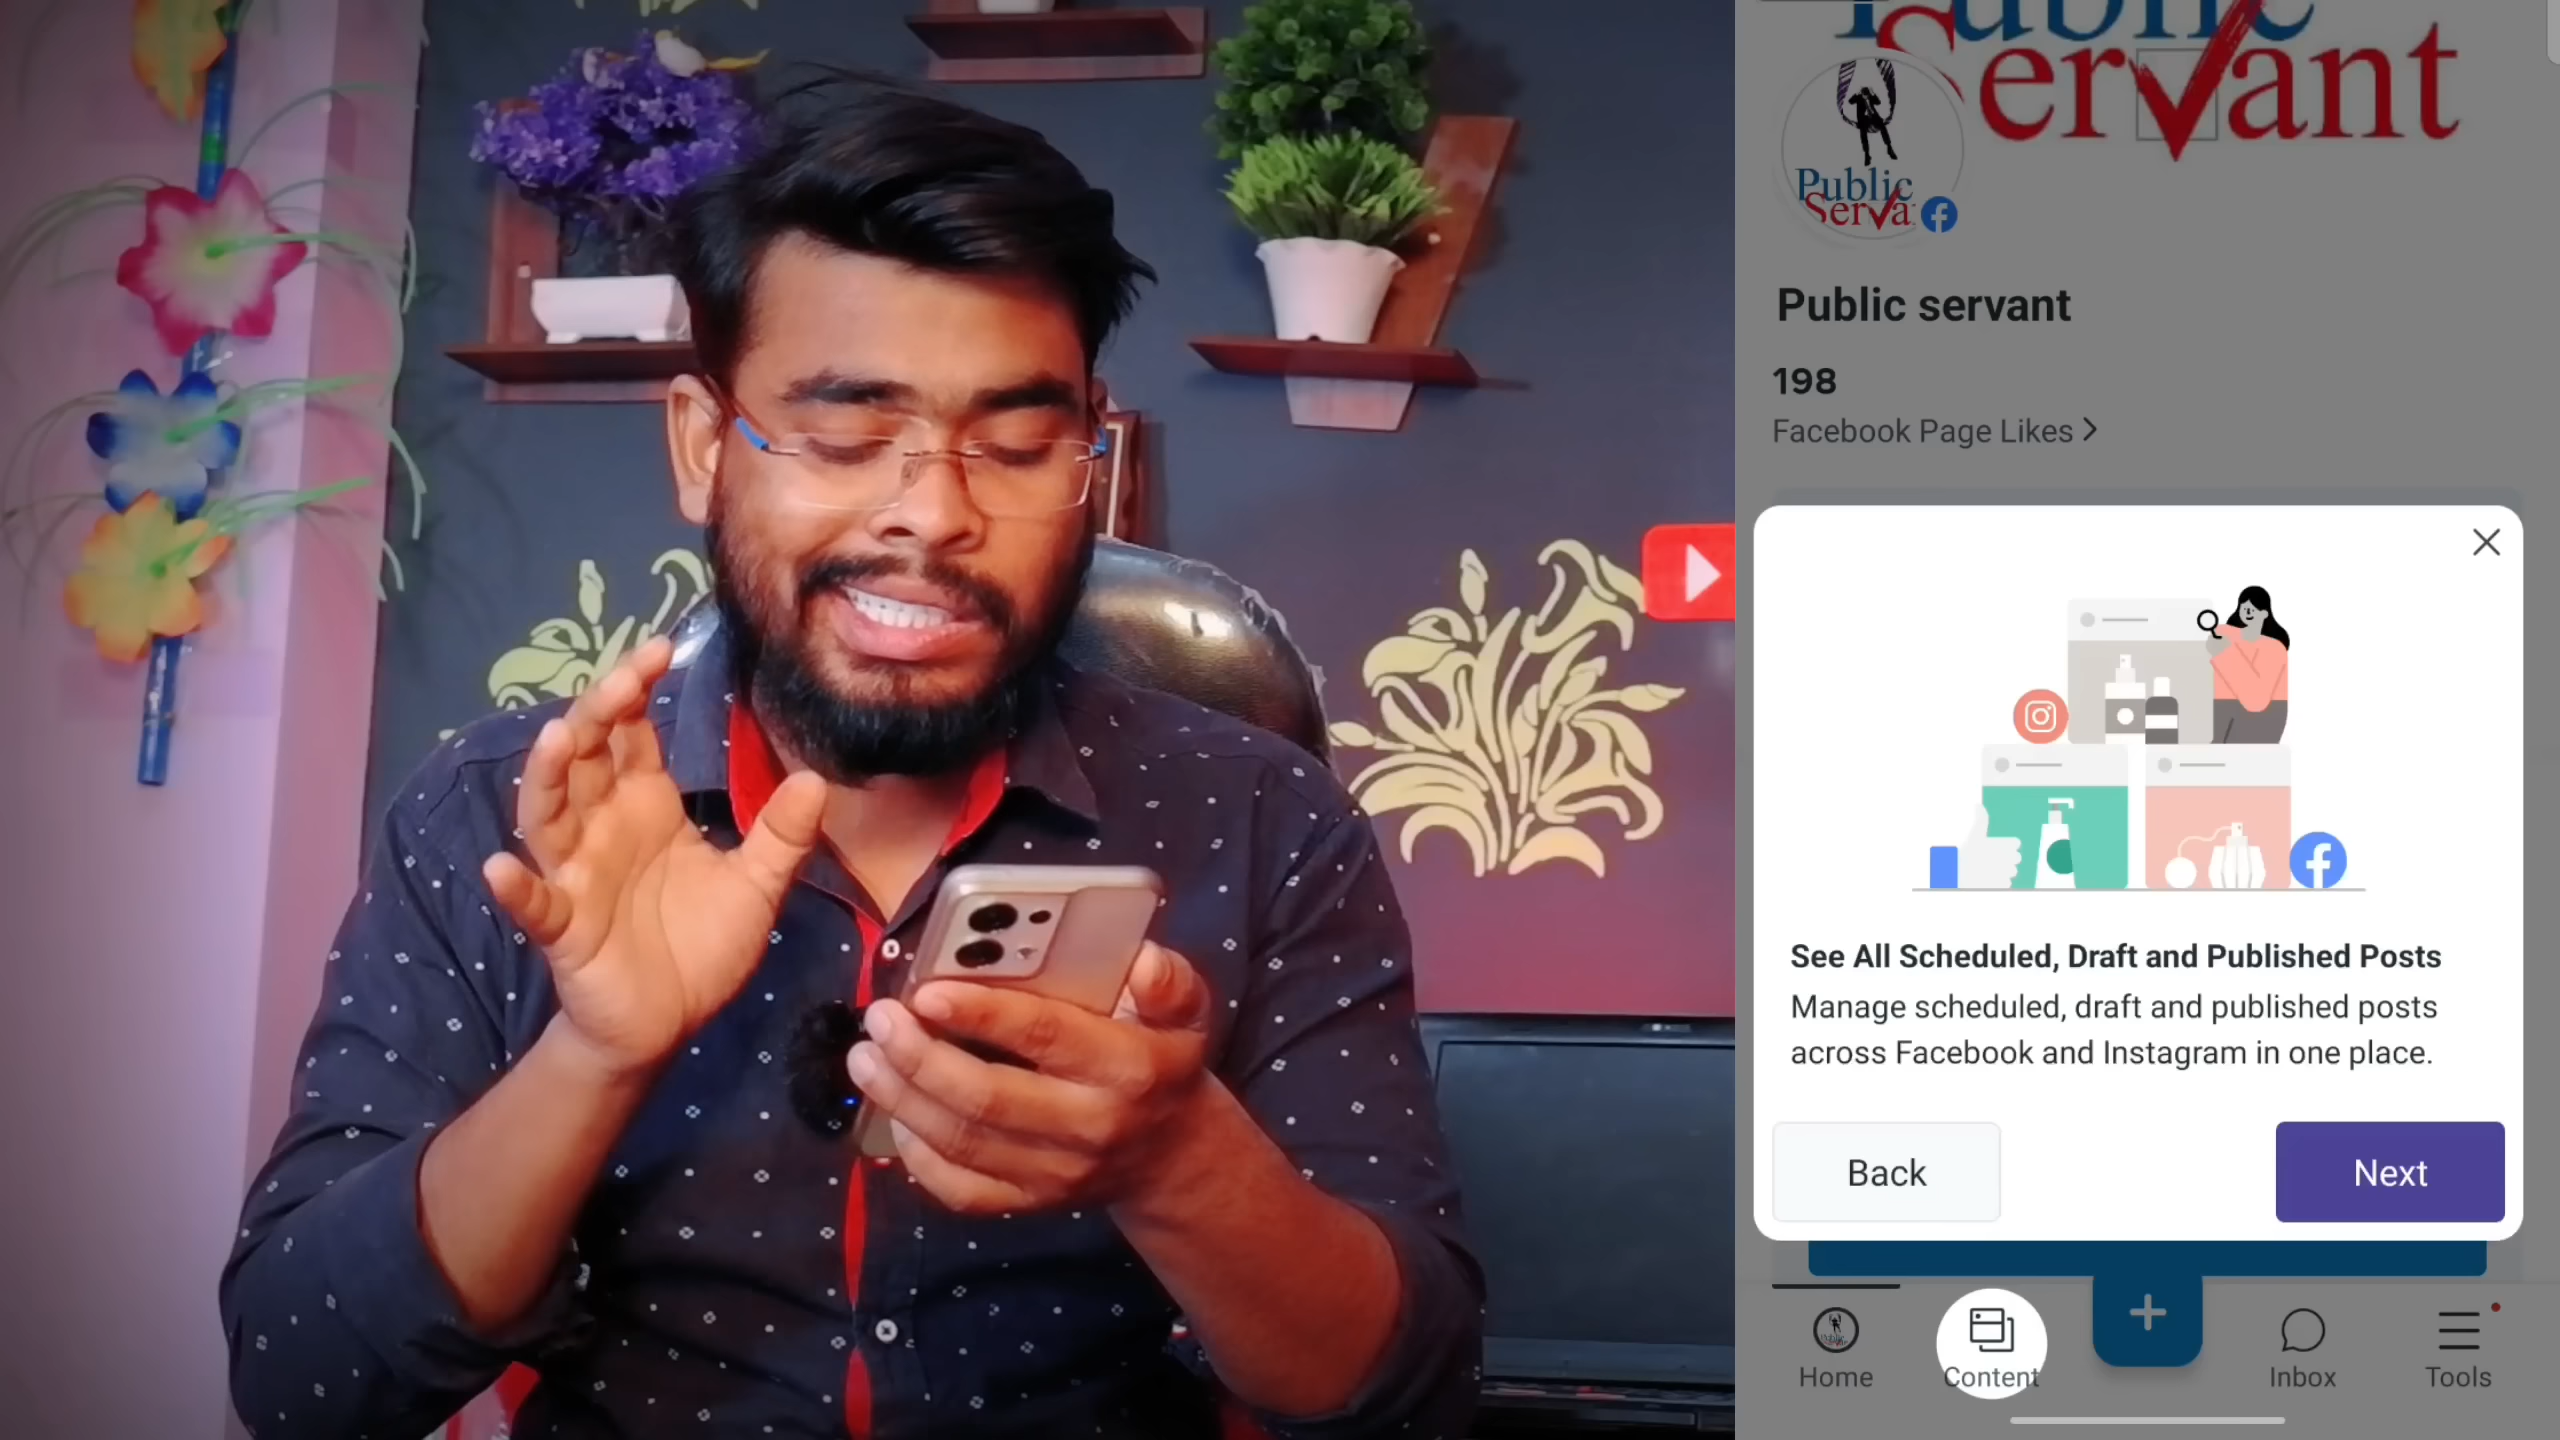 Public
Servant
Public
Serva
Public servant
198
Facebook Page Likes
See All Scheduled, Draft and Published Posts
Manage scheduled, draft and published posts
across Facebook and Instagram in one place.
Back
Next
Home
Content
Inbox
Tools